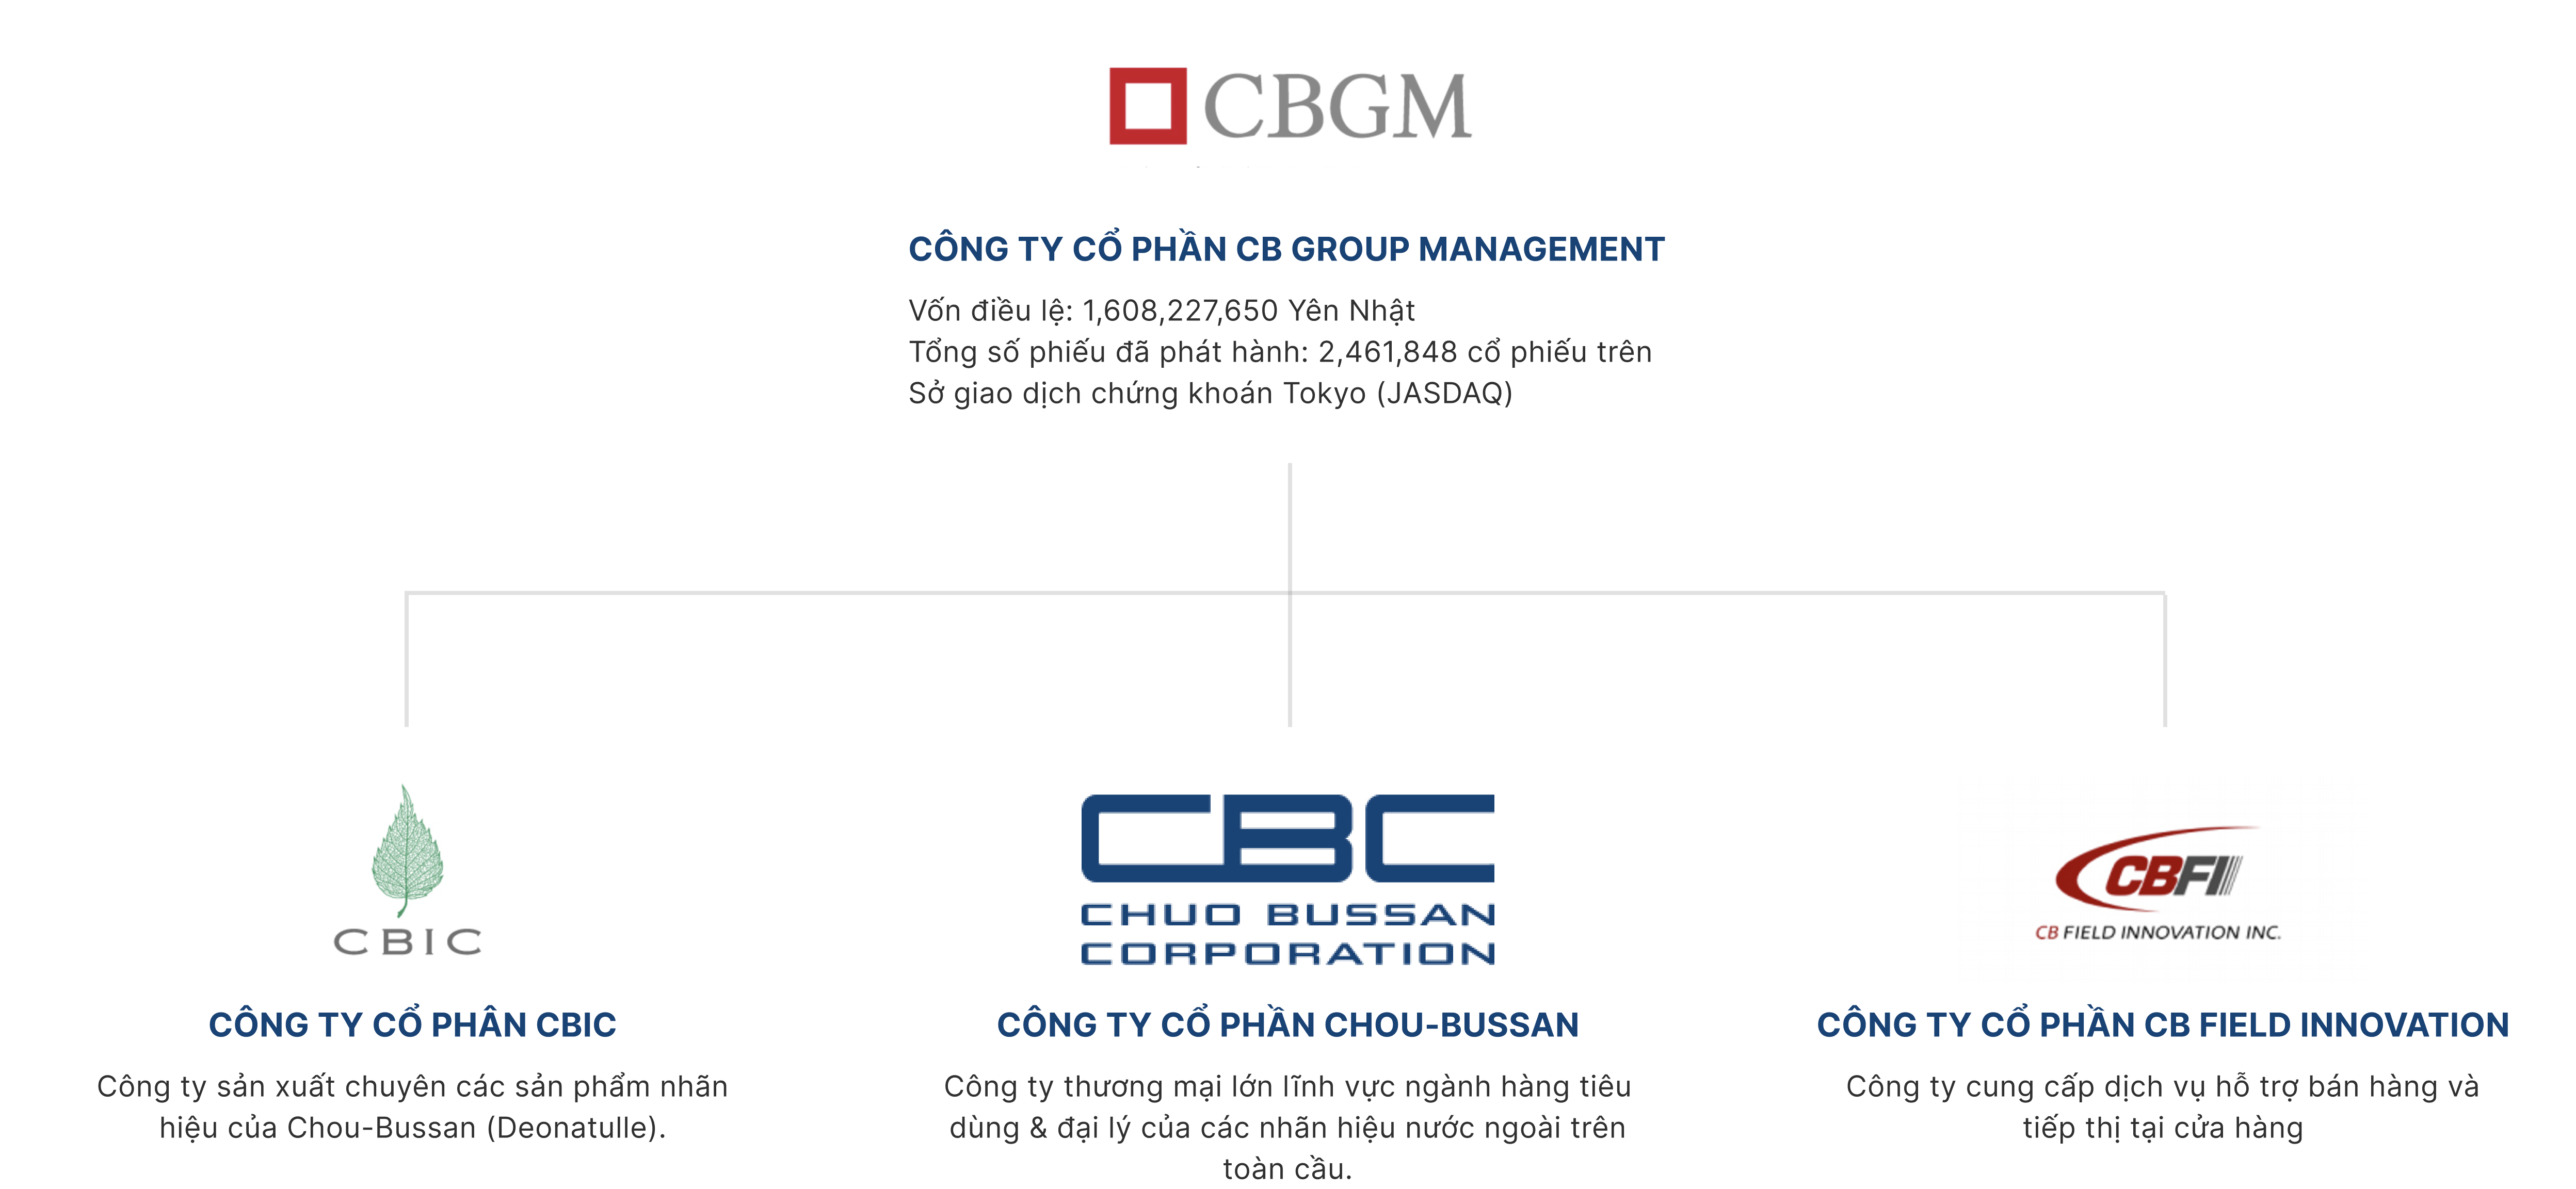 CBGM
CÔNG TY CỔ PHẦN CB GROUP MANAGEMENT
Vốn điều lệ: 1,608,227,650 Yên Nhật
Tổng số phiếu đã phát hành: 2,461,848 cổ phiếu trên
Sở giao dịch chứng khoán Tokyo (JASDAQ)
CBIC
CÔNG TY CỔ PHÂN CBIC
Công ty sản xuất chuyên các sản phẩm nhãn
hiệu của Chou-Bussan (Deonatulle).
CBC
CHUO BUSSAN
CORPORATION
CÔNG TY CỔ PHẦN CHOU-BUSSAN
Công ty thương mại lớn lĩnh vực ngành hàng tiêu
dùng & đại lý của các nhãn hiệu nước ngoài trên
toàn cầu.
CBFI
CB FIELD INNOVATION INC.
CÔNG TY CỔ PHẦN CB FIELD INNOVATION
Công ty cung cấp dịch vụ hỗ trợ bán hàng và
tiếp thị tại cửa hàng